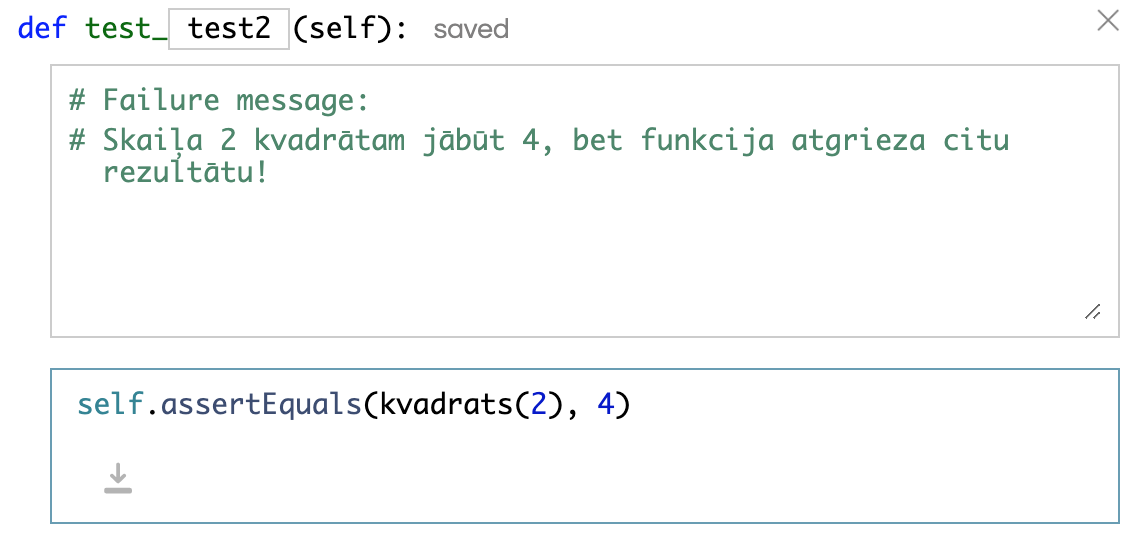 def test_ test2 (self): saved
# Failure message:
# Skaiļa 2 kvadrātam jābūt 4, bet funkcija atgrieza citu
rezultātu!
self.assertEquals(kvadrats(2), 4)